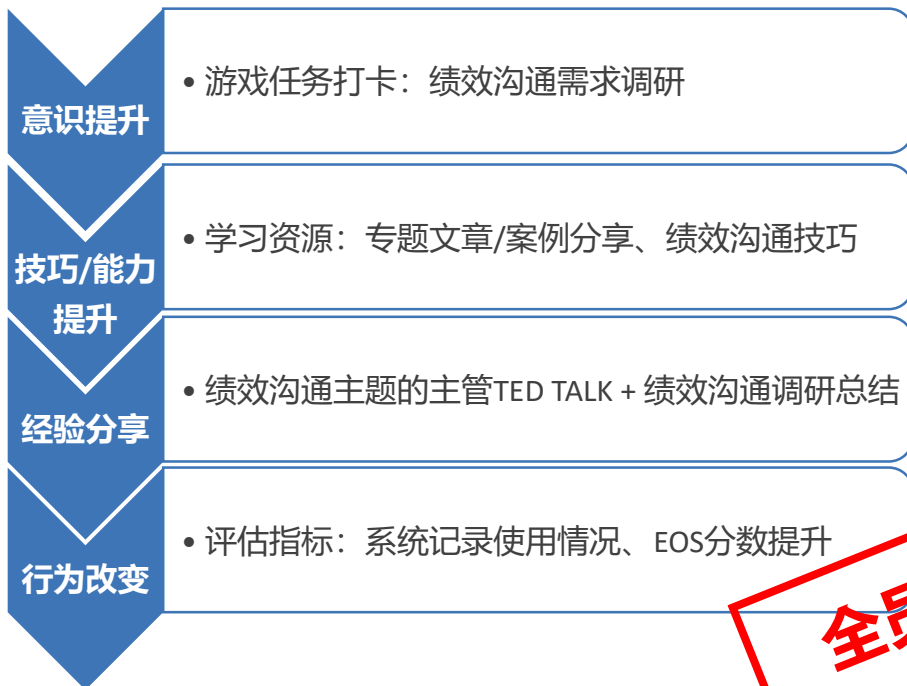 意识提升
• 游戏任务打卡：绩效沟通需求调研
技巧/能力
提升
• 学习资源：专题文章/案例分享、绩效沟通技巧
经验分享
• 绩效沟通主题的主管TED TALK + 绩效沟通调研总结
行为改变
• 评估指标：系统记录使用情况、EOS分数提升
全员